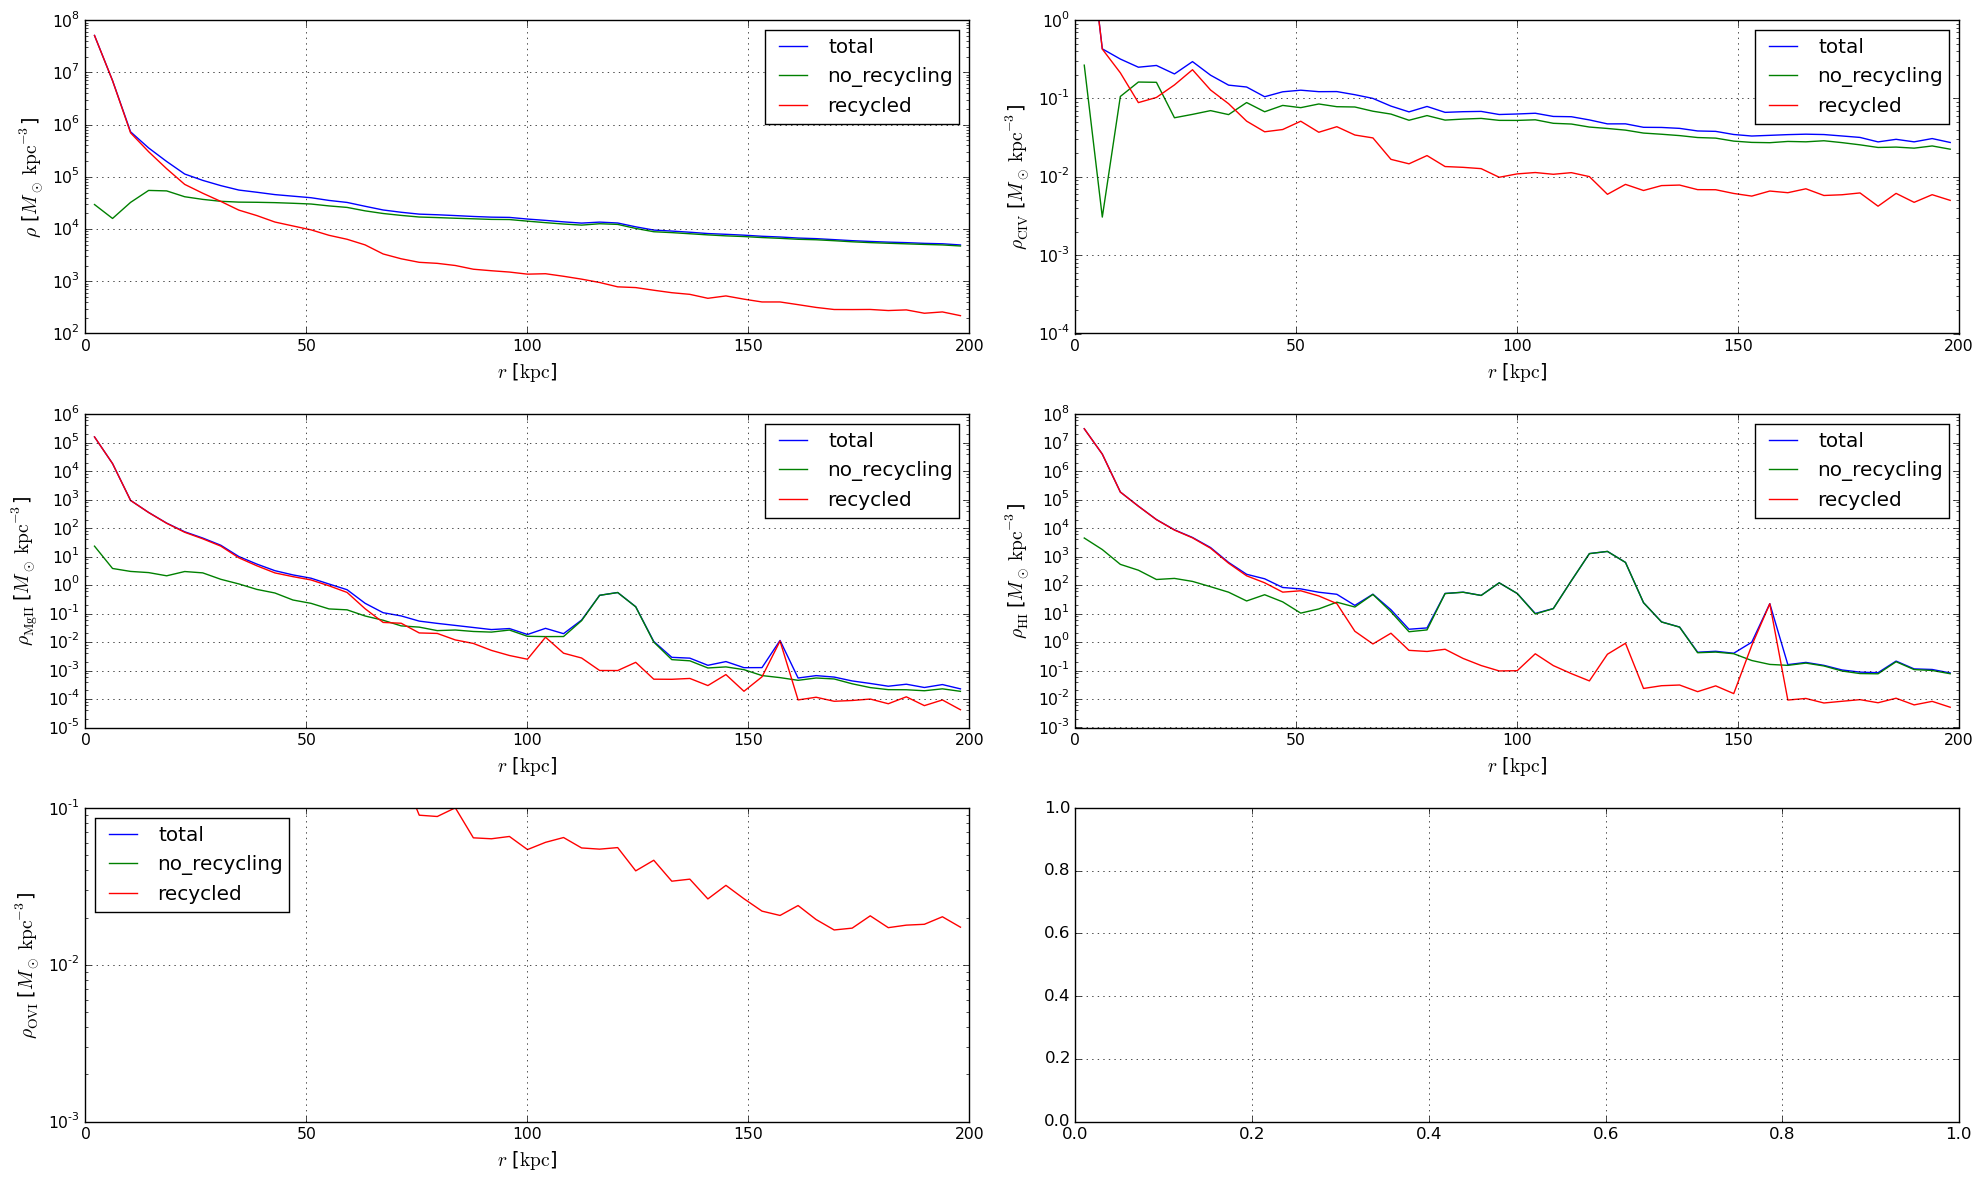 10^8
10^7
10^6
10^5
10^4
10^3
10^2
ρ [M_⊙ kpc^−3]
total
no_recycling
recycled
0 50 100 150 200
r [kpc]
10^0
10^-1
10^-2
10^-3
10^-4
ρ_CIV [M_⊙ kpc^−3]
total
no_recycling
recycled
0 50 100 150 200
r [kpc]
10^6
10^5
10^4
10^3
10^2
10^1
10^0
10^-1
10^-2
10^-3
10^-4
10^-5
ρ_MgII [M_⊙ kpc^−3]
total
no_recycling
recycled
0 50 100 150 200
r [kpc]
10^8
10^7
10^6
10^5
10^4
10^3
10^2
10^1
10^0
10^-1
10^-2
10^-3
ρ_HI [M_⊙ kpc^−3]
total
no_recycling
recycled
0 50 100 150 200
r [kpc]
10^-1
10^-2
10^-3
ρ_OVI [M_⊙ kpc^−3]
total
no_recycling
recycled
0 50 100 150 200
r [kpc]
1.0
0.8
0.6
0.4
0.2
0.0
0.0 0.2 0.4 0.6 0.8 1.0